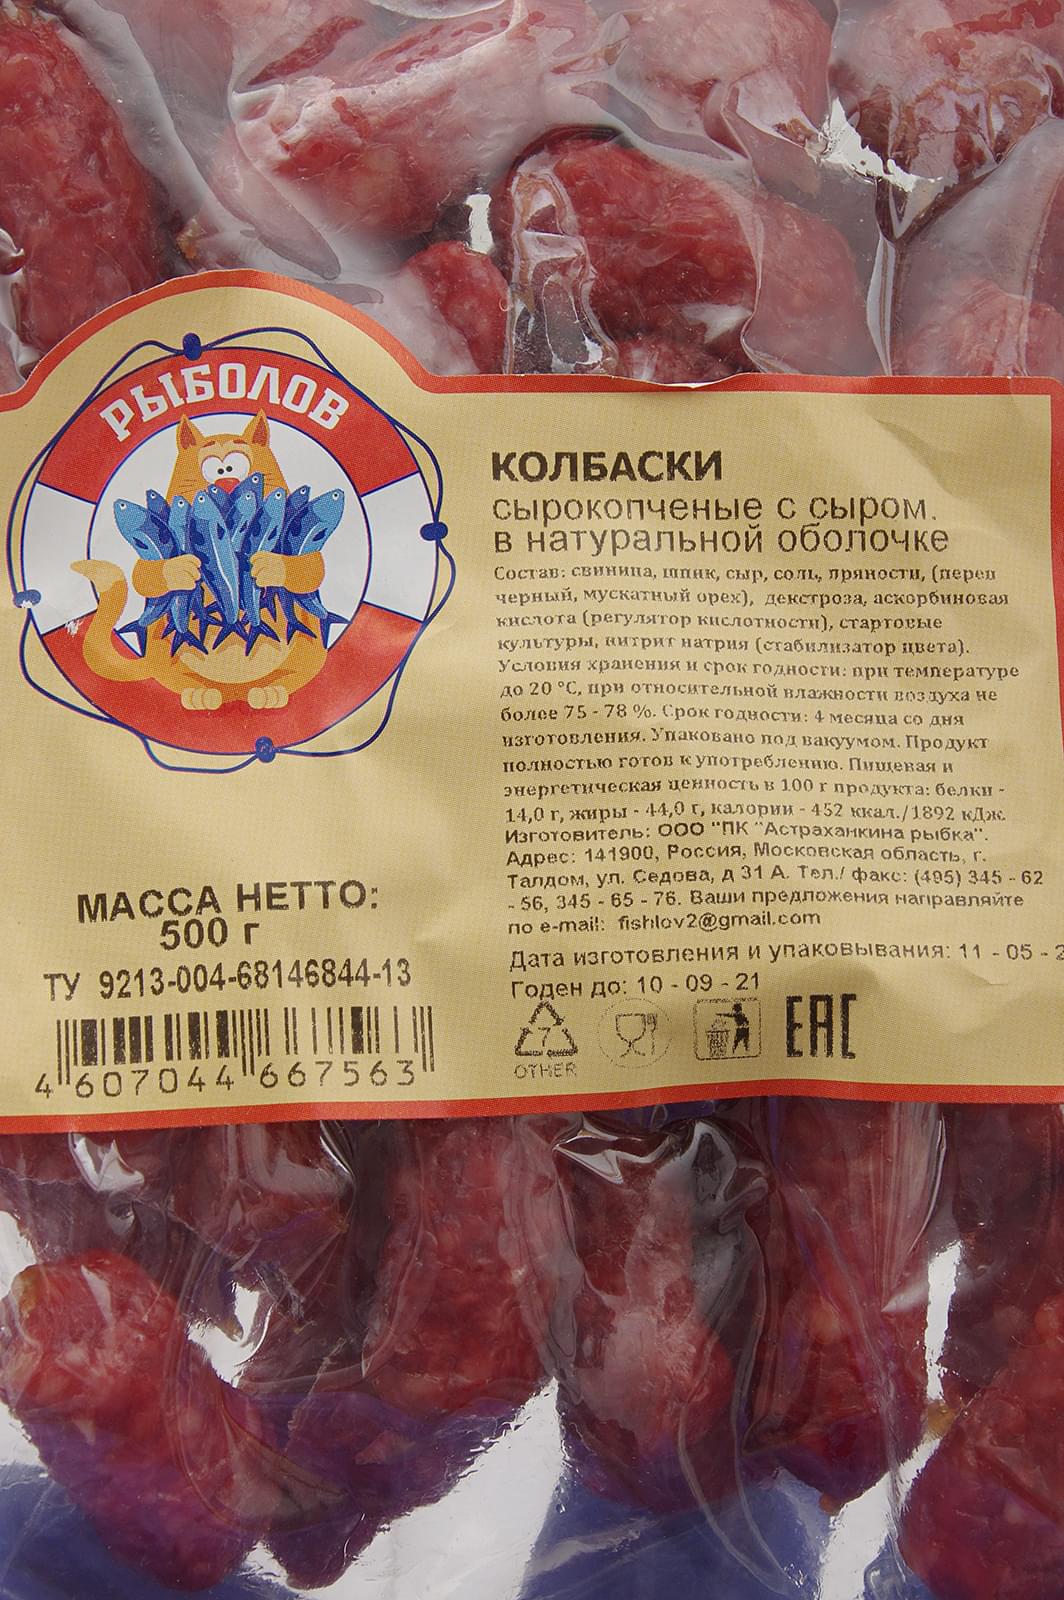 РЫБОЛОВ
КОЛБАСКИ
сырокопченые с сыром.
в натуральной оболочке
Состав: свинина, шпик, сыр, соль, пряности, (перец
черный, мускатный орех), декстроза, аскорбиновая
кислота (регулятор кислотности), стартовые
культуры, нитрит натрия (стабилизатор цвета).
Условия хранения и срок годности: при температуре
до 20 °С, при относительной влажности воздуха не
более 75 - 78 %. Срок годности: 4 месяца со дня
изготовления. Упаковано под вакуумом. Продукт
полностью готов к употреблению. Пищевая и
энергетическая ценность в 100 г продукта: белки -
14,0 г, жиры - 44,0 г, калории - 452 ккал./1892 кДж.
Изготовитель: ООО "ПК "Астраханкина рыбка".
Адрес: 141900, Россия, Московская область, г.
Талдом, ул. Седова, д 31 А. Тел./ факс: (495) 345 - 62
- 56, 345 - 65 - 76. Ваши предложения направляйте
по e-mail: fishlov2@gmail.com
Дата изготовления и упаковывания: 11 - 05 - 2
Годен до: 10 - 09 - 21
7
OTHER
EAC
МАССА НЕТТО:
500 г
ТУ 9213-004-68146844-13
4 607044 667563